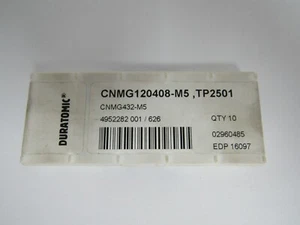 DURATOMIC®
CNMG120408-M5 ,TP2501
CNMG432-M5
4952282 001 / 626
QTY 10
02960485
EDP 16097